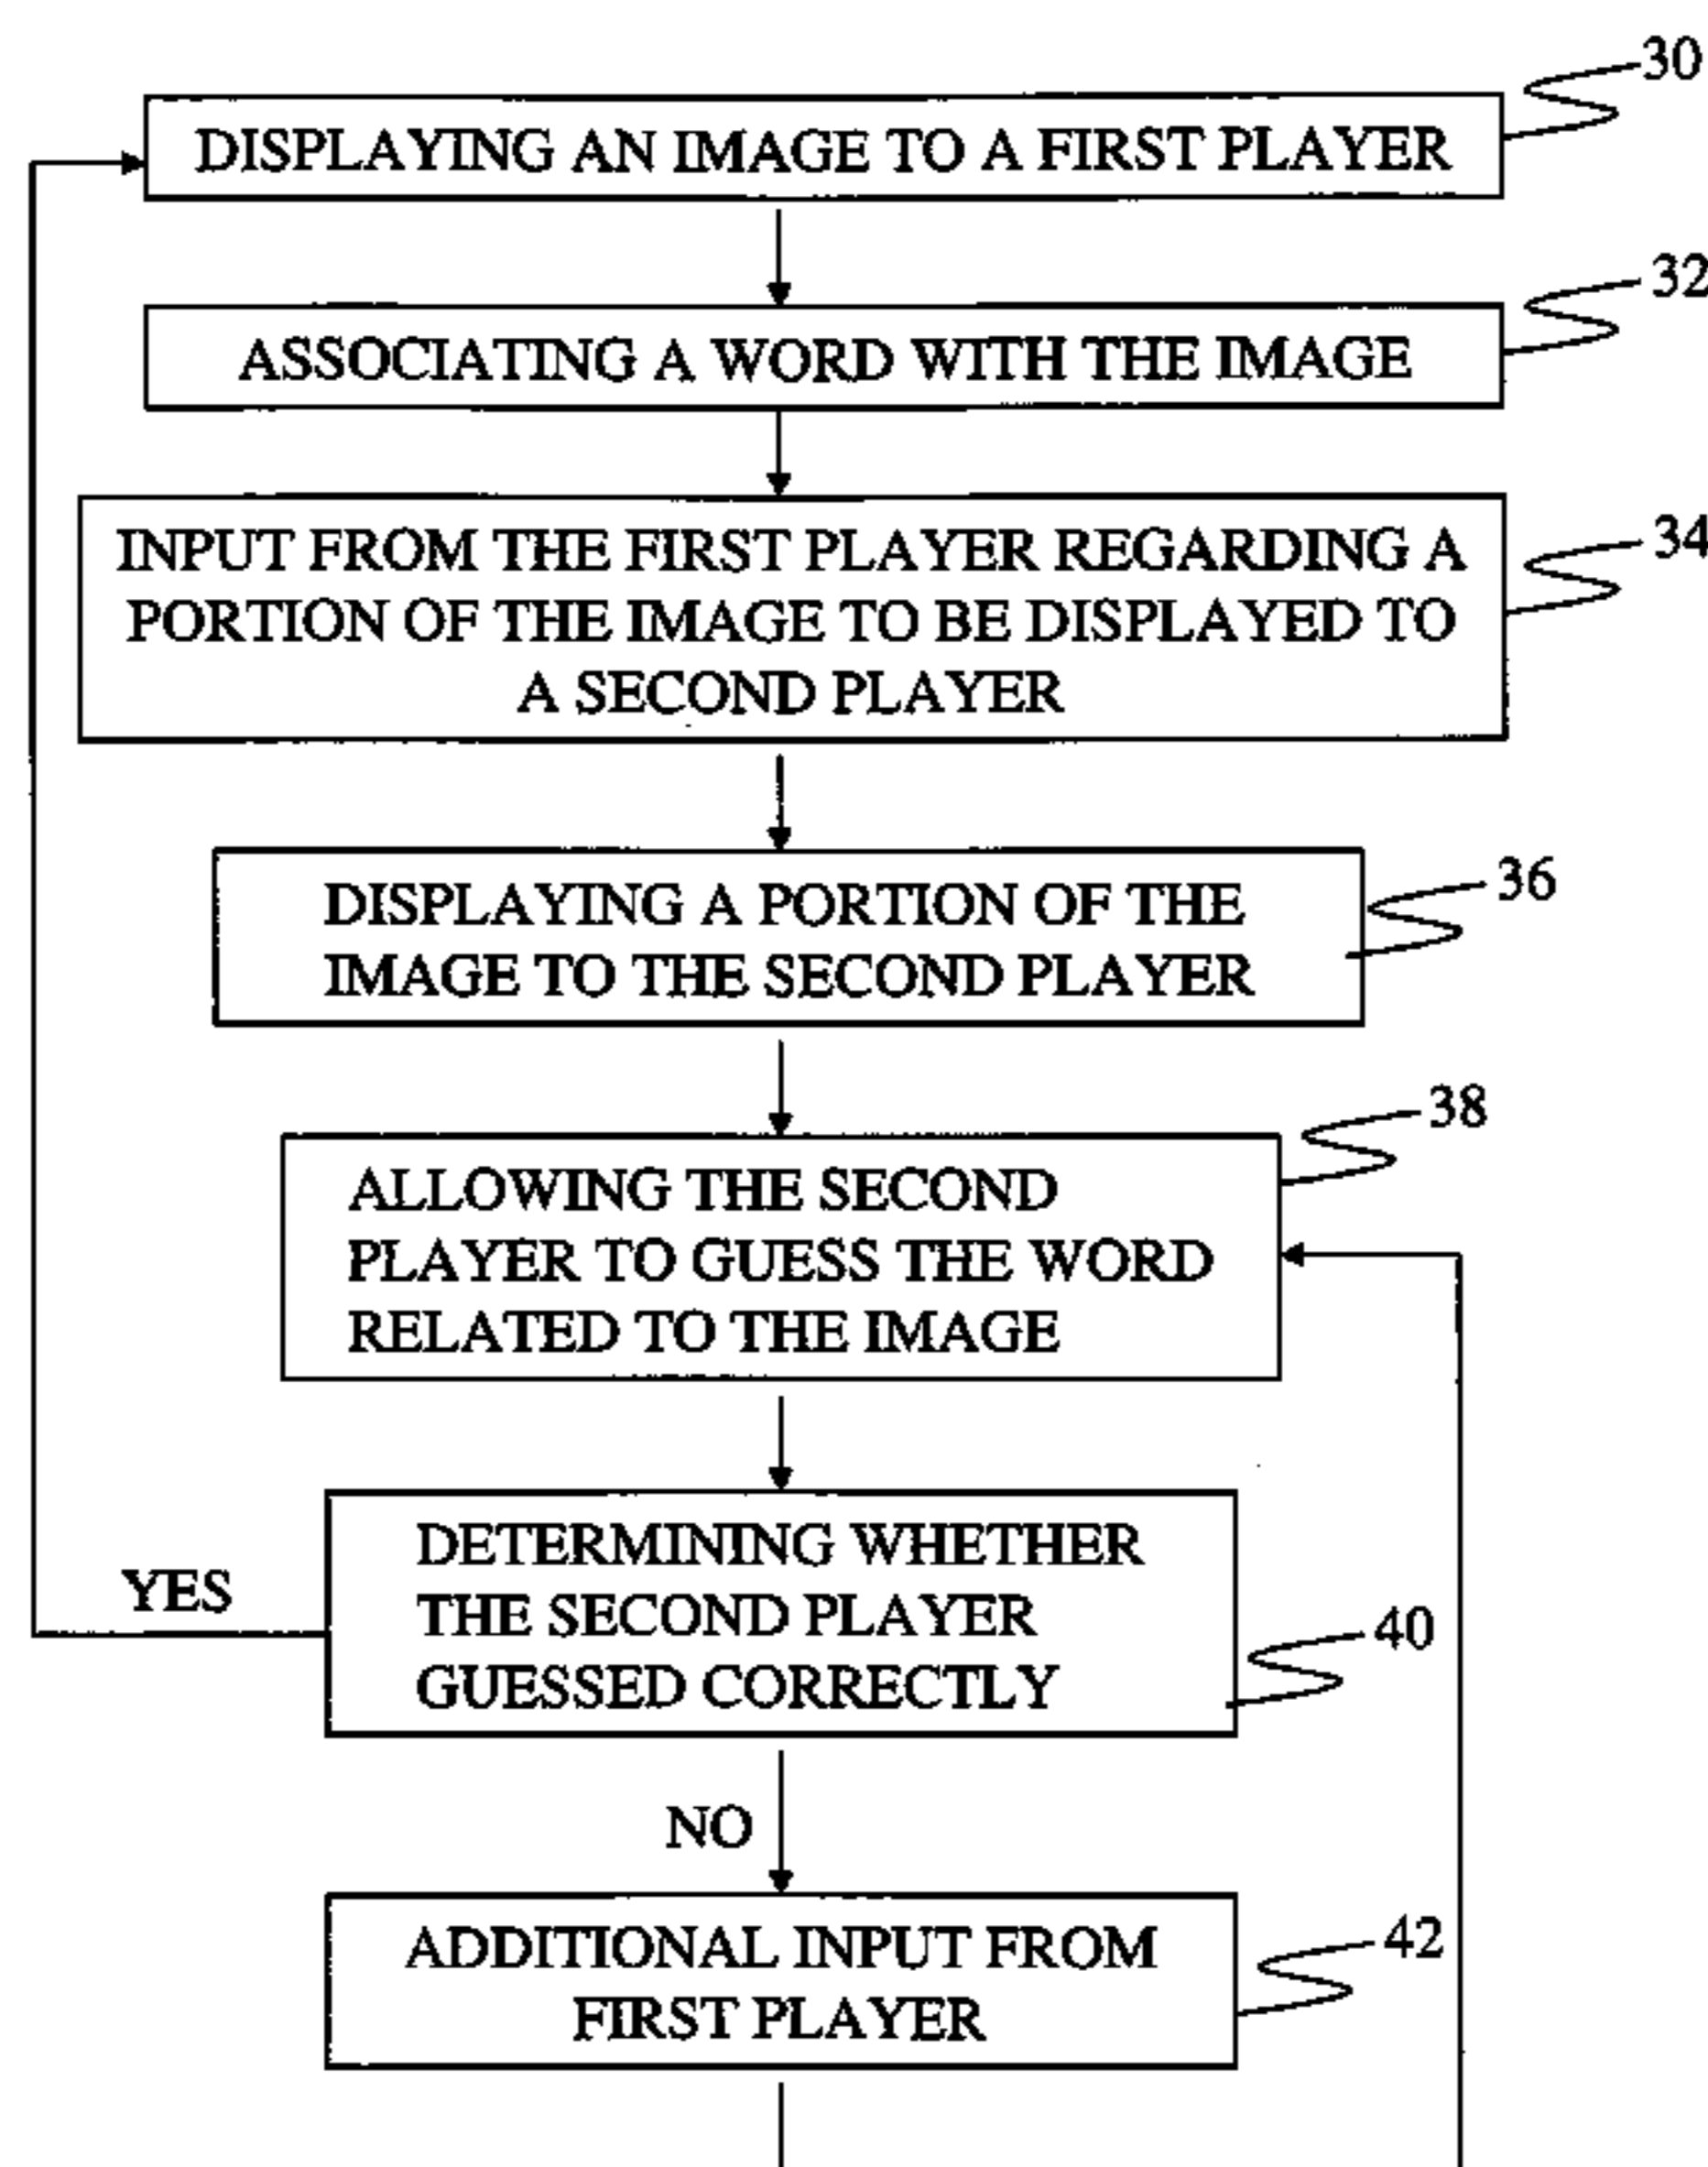 30
DISPLAYING AN IMAGE TO A FIRST PLAYER
32
ASSOCIATING A WORD WITH THE IMAGE
34
INPUT FROM THE FIRST PLAYER REGARDING A
PORTION OF THE IMAGE TO BE DISPLAYED TO
A SECOND PLAYER
36
DISPLAYING A PORTION OF THE
IMAGE TO THE SECOND PLAYER
38
ALLOWING THE SECOND
PLAYER TO GUESS THE WORD
RELATED TO THE IMAGE
DETERMINING WHETHER
THE SECOND PLAYER
GUESSED CORRECTLY
YES
40
NO
ADDITIONAL INPUT FROM
FIRST PLAYER
42